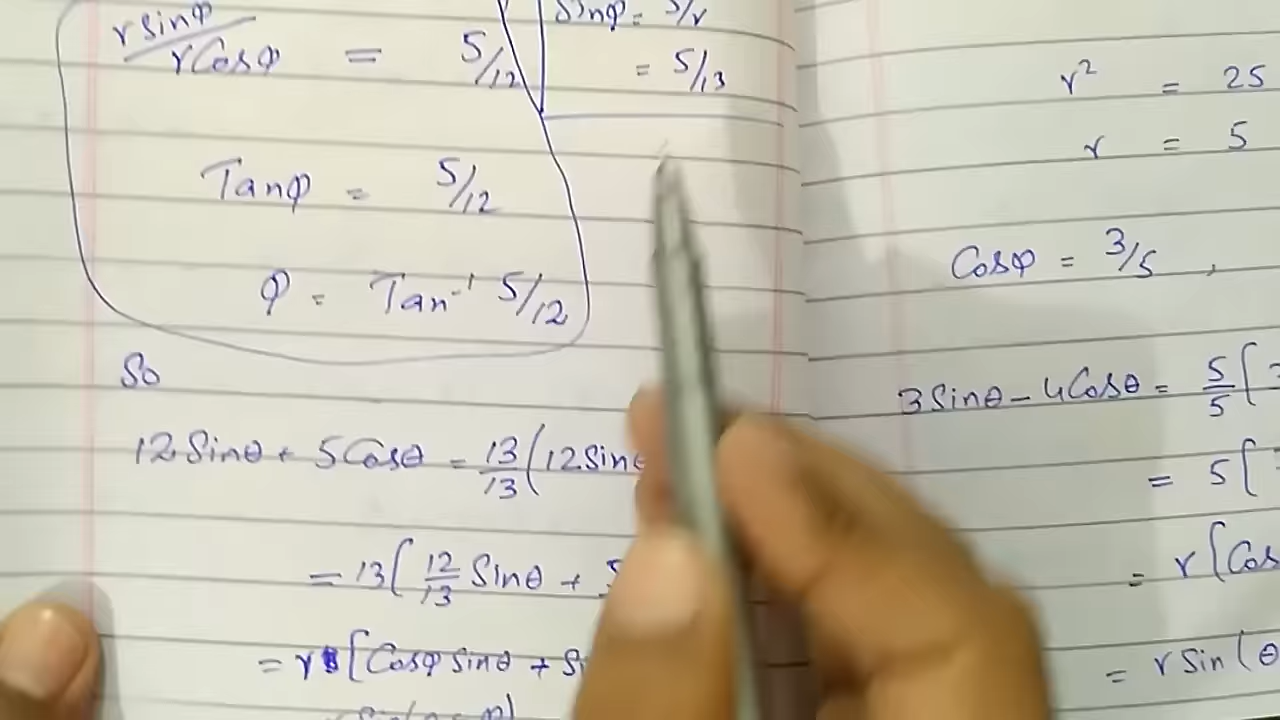 r sinφ / r Cosφ = 5/12
Sinφ = 5/r
= 5/13
Tanφ = 5/12
φ = Tan⁻¹ 5/12
So
12 Sinθ + 5 Cosθ = 13/13 (12 Sinθ
= 13 ( 12/13 Sinθ +
= r [ Cosφ sinθ +
r² = 25
r = 5
Cosφ = 3/5 ,
3 Sinθ - 4 Cosθ = 5/5 (
= 5 (
= r [ Cos
= r sin (θ